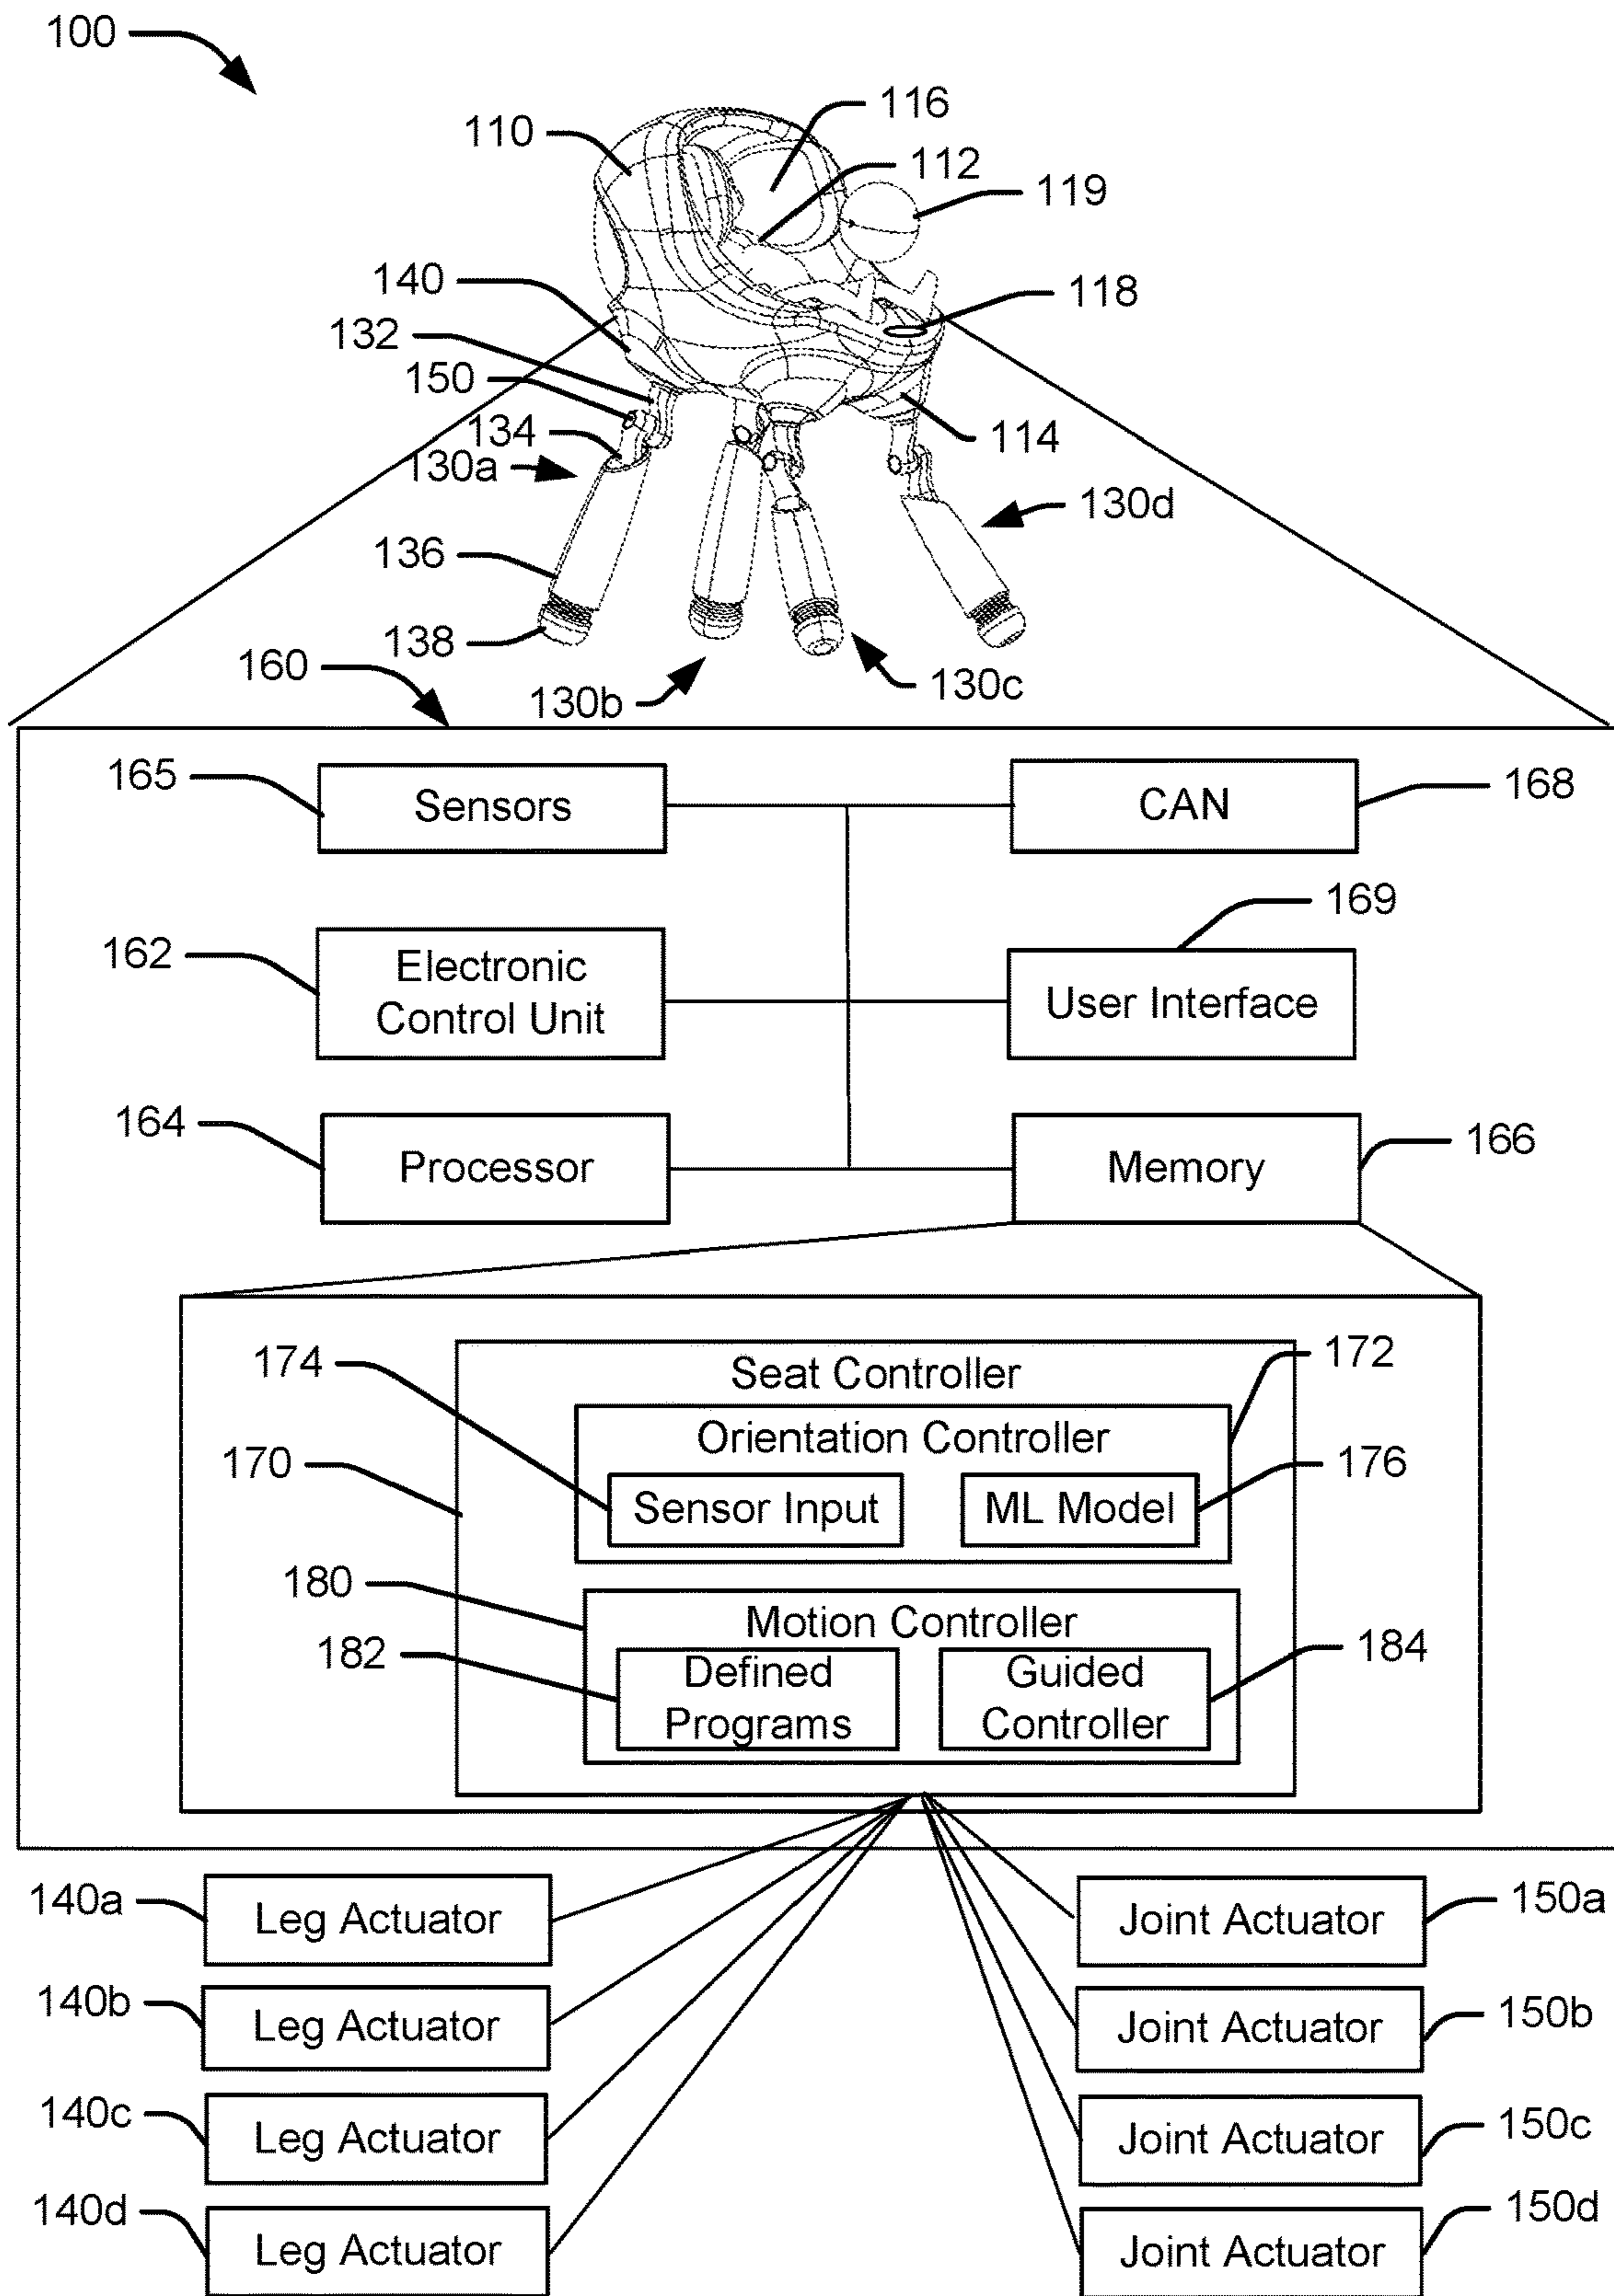 100
116
110
112
119
140
118
132
150
134
114
130a
130d
136
138
160
130c
130b
165
Sensors
CAN
168
169
162
Electronic
Control Unit
User Interface
164
Processor
Memory
166
174
Seat Controller
172
Orientation Controller
170
Sensor Input
ML Model
176
180
Motion Controller
182
Defined
Programs
Guided
Controller
184
140a
Leg Actuator
Joint Actuator
150a
140b
Leg Actuator
Joint Actuator
150b
140c
Leg Actuator
Joint Actuator
150c
140d
Leg Actuator
Joint Actuator
150d